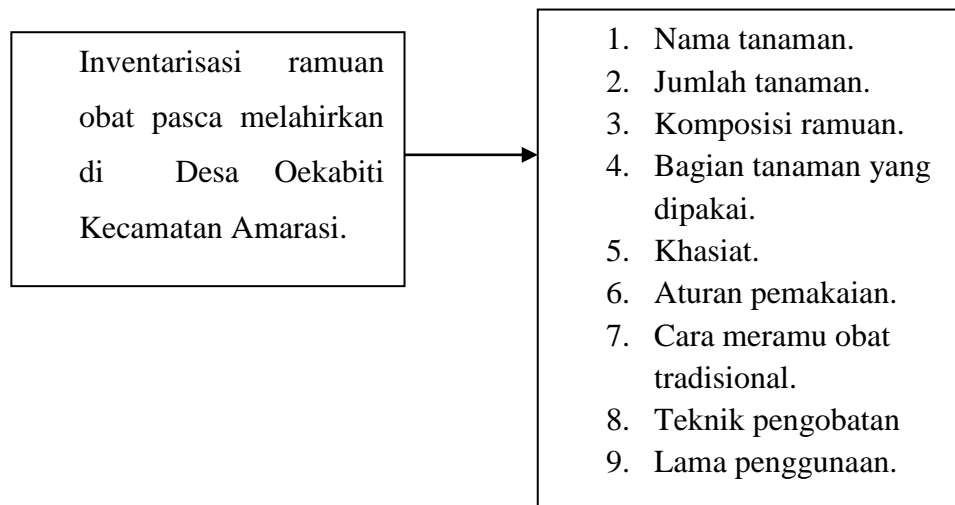 Inventarisasi ramuan
obat pasca melahirkan
di Desa Oekabiti
Kecamatan Amarasi.
1. Nama tanaman.
2. Jumlah tanaman.
3. Komposisi ramuan.
4. Bagian tanaman yang
dipakai.
5. Khasiat.
6. Aturan pemakaian.
7. Cara meramu obat
tradisional.
8. Teknik pengobatan
9. Lama penggunaan.